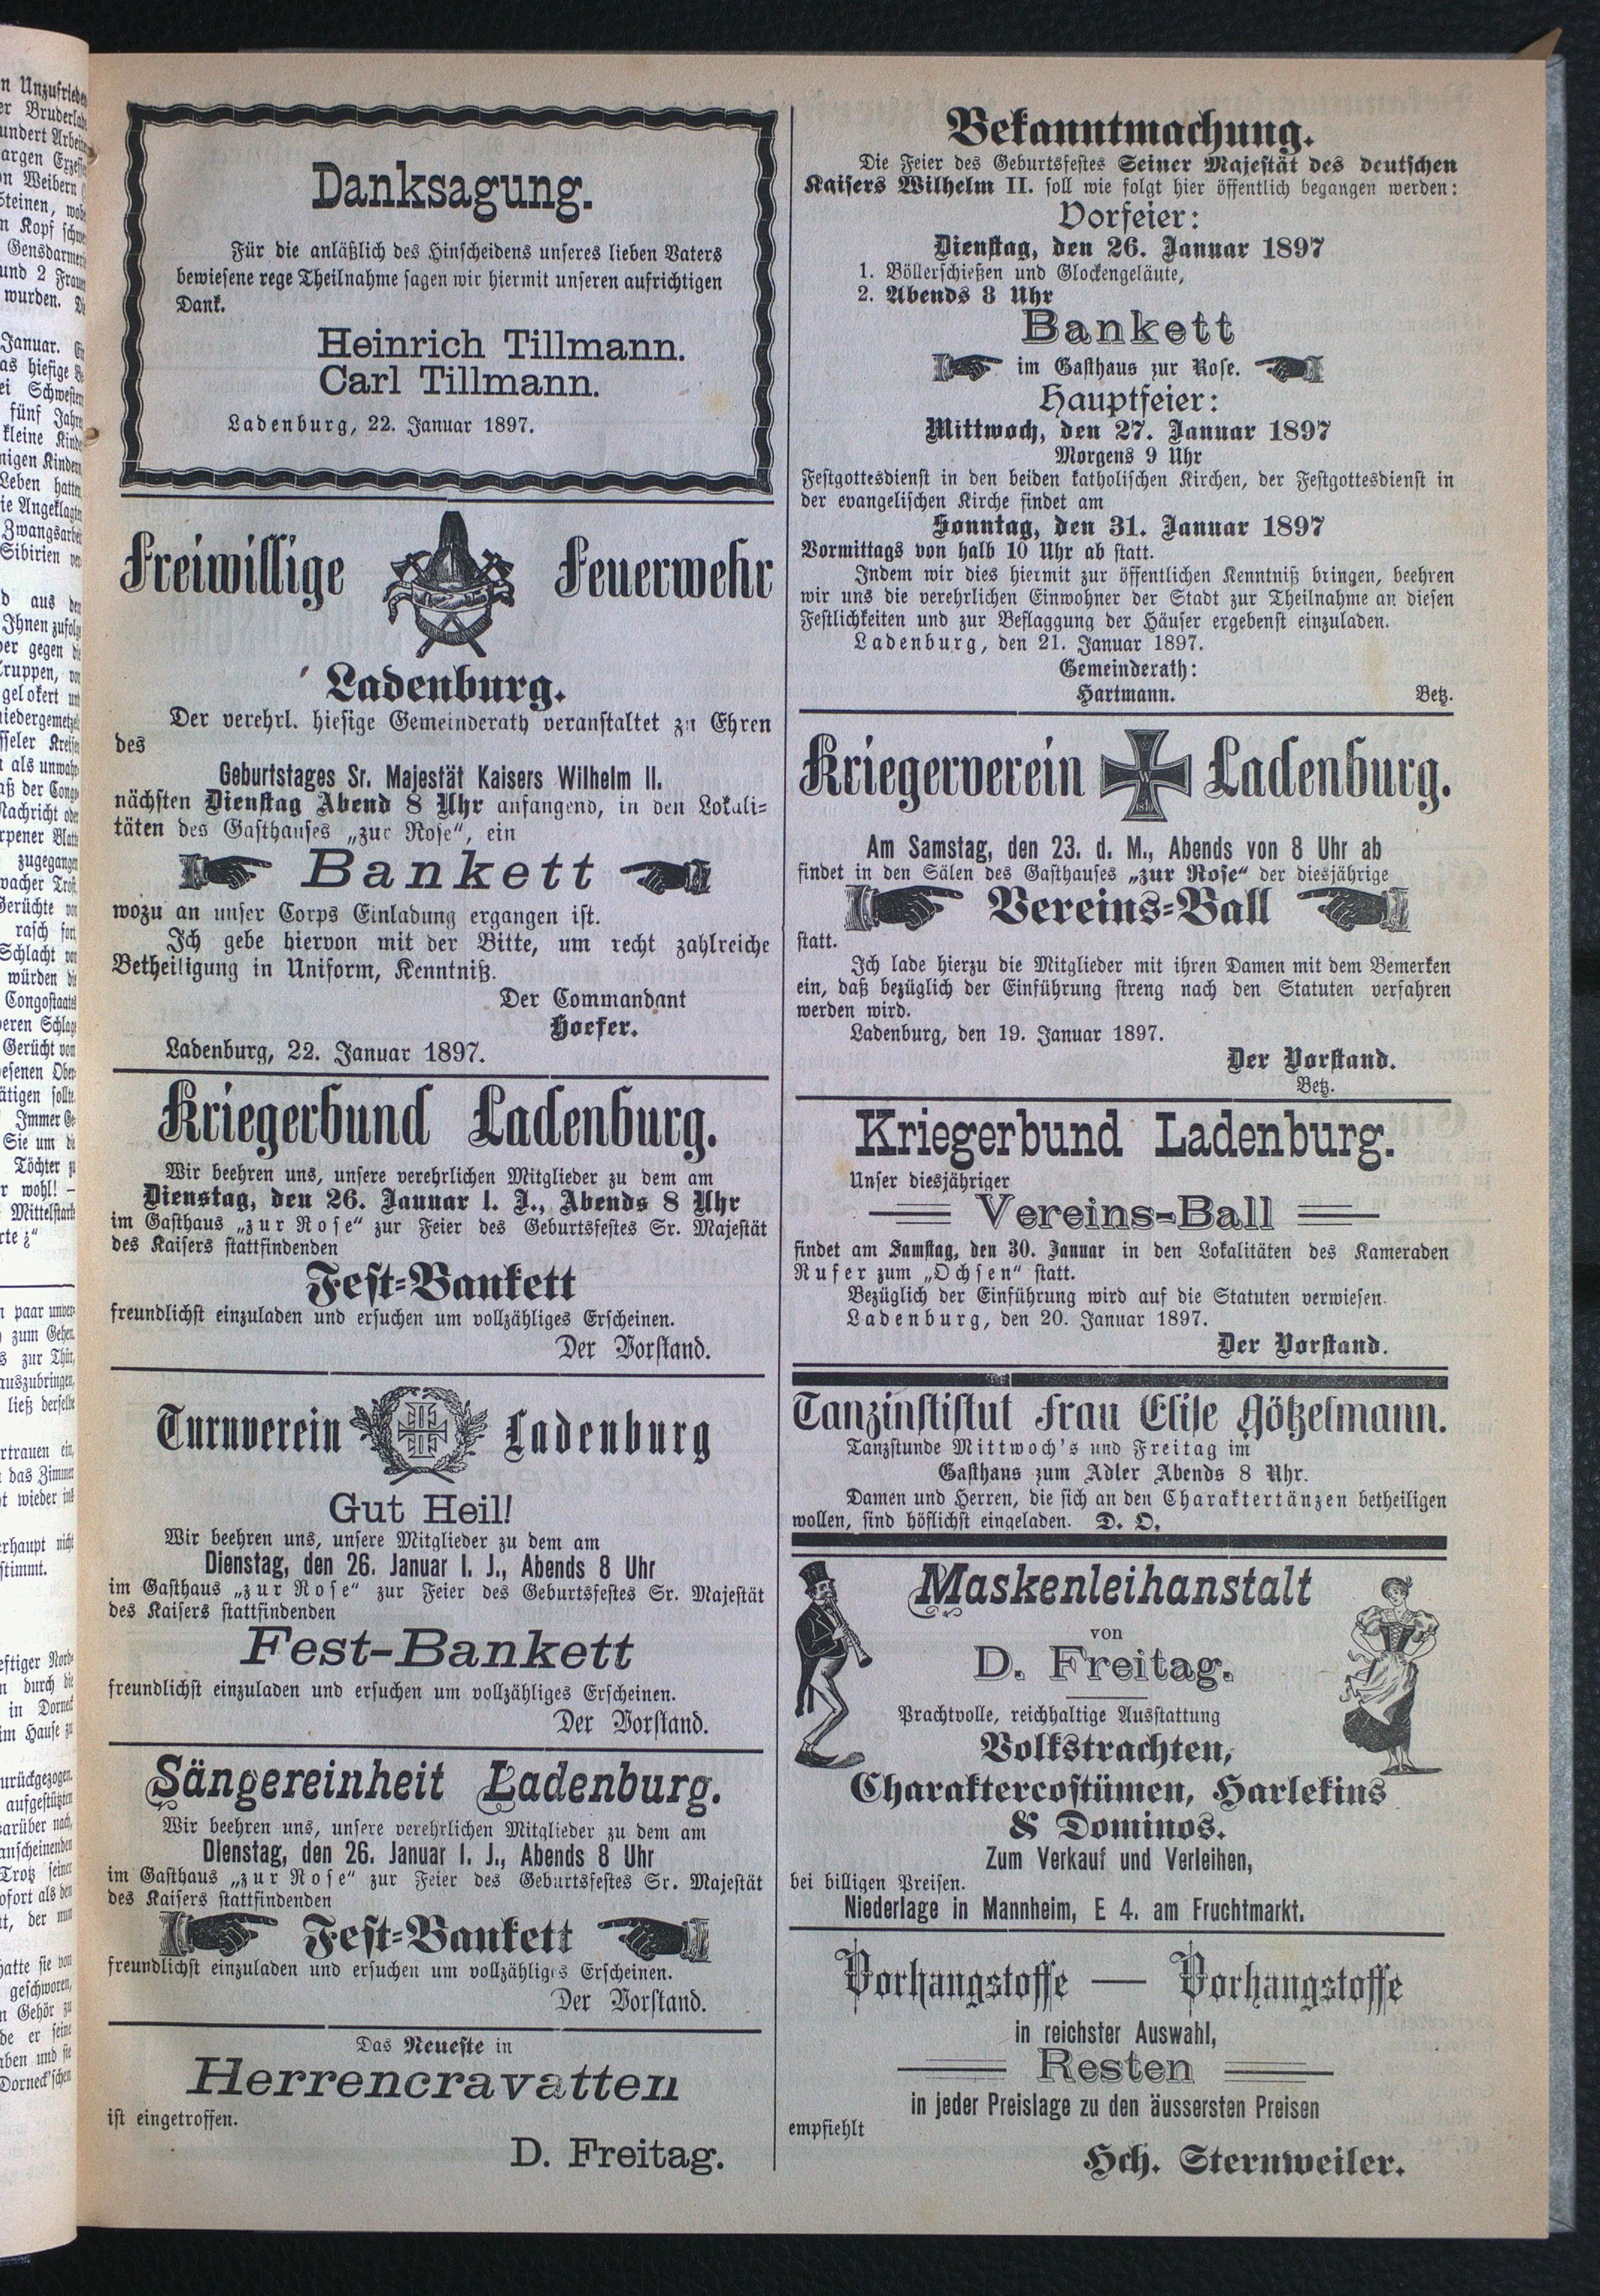 Danksagung.
Für die anläßlich des Hinscheidens unseres lieben Vaters
bewiesene rege Theilnahme sagen wir hiermit unseren aufrichtigen
Dank.
Heinrich Tillmann.
Carl Tillmann.
Ladenburg, 22. Januar 1897.
Freiwillige Feuerwehr
Ladenburg.
Der verehrl. hiesige Gemeinderath veranstaltet zu Ehren
des
Geburtstages Sr. Majestät Kaisers Wilhelm II.
nächsten Dienstag Abend 8 Uhr anfangend, in den Lokali-
täten des Gasthauses „zur Rose“, ein
Bankett
wozu an unser Corps Einladung ergangen ist.
Ich gebe hiervon mit der Bitte, um recht zahlreiche
Betheiligung in Uniform, Kenntniß.
Der Commandant
Hoefer.
Ladenburg, 22. Januar 1897.
Kriegerbund Ladenburg.
Wir beehren uns, unsere verehrlichen Mitglieder zu dem am
Dienstag, den 26. Januar l. J., Abends 8 Uhr
im Gasthaus „zur Rose“ zur Feier des Geburtsfestes Sr. Majestät
des Kaisers stattfindenden
Fest-Bankett
freundlichst einzuladen und ersuchen um vollzähliges Erscheinen.
Der Vorstand.
Turnverein Ladenburg
Gut Heil!
Wir beehren uns, unsere Mitglieder zu dem am
Dienstag, den 26. Januar l. J., Abends 8 Uhr
im Gasthaus „zur Rose“ zur Feier des Geburtsfestes Sr. Majestät
des Kaisers stattfindenden
Fest-Bankett
freundlichst einzuladen und ersuchen um vollzähliges Erscheinen.
Der Vorstand.
Sängereinheit Ladenburg.
Wir beehren uns, unsere verehrlichen Mitglieder zu dem am
Dienstag, den 26. Januar l. J., Abends 8 Uhr
im Gasthaus „zur Rose“ zur Feier des Geburtsfestes Sr. Majestät
des Kaisers stattfindenden
Fest-Bankett
freundlichst einzuladen und ersuchen um vollzähliges Erscheinen.
Der Vorstand.
Das Neueste in
Herrencravatten
ist eingetroffen.
D. Freitag.
Bekanntmachung.
Die Feier des Geburtsfestes Seiner Majestät des deutschen
Kaisers Wilhelm II. soll wie folgt hier öffentlich begangen werden:
Vorfeier:
Dienstag, den 26. Januar 1897
1. Böllerschießen und Glockengeläute,
2. Abends 8 Uhr
Bankett
im Gasthaus zur Rose.
Hauptfeier:
Mittwoch, den 27. Januar 1897
Morgens 9 Uhr
Festgottesdienst in den beiden katholischen Kirchen, der Festgottesdienst in
der evangelischen Kirche findet am
Sonntag, den 31. Januar 1897
Vormittags von halb 10 Uhr ab statt.
Indem wir dies hiermit zur öffentlichen Kenntniß bringen, beehren
wir uns die verehrlichen Einwohner der Stadt zur Theilnahme an diesen
Festlichkeiten und zur Beflaggung der Häuser ergebenst einzuladen.
Ladenburg, den 21. Januar 1897.
Gemeinderath:
Hartmann. Betz.
Kriegerverein Ladenburg.
W
1870
Am Samstag, den 23. d. M., Abends von 8 Uhr ab
findet in den Sälen des Gasthauses „zur Rose“ der diesjährige
Vereins-Ball
statt.
Ich lade hierzu die Mitglieder mit ihren Damen mit dem Bemerken
ein, daß bezüglich der Einführung streng nach den Statuten verfahren
werden wird.
Ladenburg, den 19. Januar 1897.
Der Vorstand.
Betz.
Kriegerbund Ladenburg.
Unser diesjähriger
Vereins-Ball
findet am Samstag, den 30. Januar in den Lokalitäten des Kameraden
Rufer zum „Ochsen“ statt.
Bezüglich der Einführung wird auf die Statuten verwiesen.
Ladenburg, den 20. Januar 1897.
Der Vorstand.
Tanzinstistut Frau Elise Götzelmann.
Tanzstunde Mittwoch's und Freitag im
Gasthaus zum Adler Abends 8 Uhr.
Damen und Herren, die sich an den Charaktertänzen betheiligen
wollen, sind höflichst eingeladen. D. O.
Maskenleihanstalt
von
D. Freitag.
Prachtvolle, reichhaltige Ausstattung
Volkstrachten,
Charaktercostümen, Harlekins
& Dominos.
Zum Verkauf und Verleihen,
bei billigen Preisen.
Niederlage in Mannheim, E 4. am Fruchtmarkt.
Vorhangstoffe — Vorhangstoffe
in reichster Auswahl,
Resten
in jeder Preislage zu den äussersten Preisen
empfiehlt
Hch. Sternweiler.